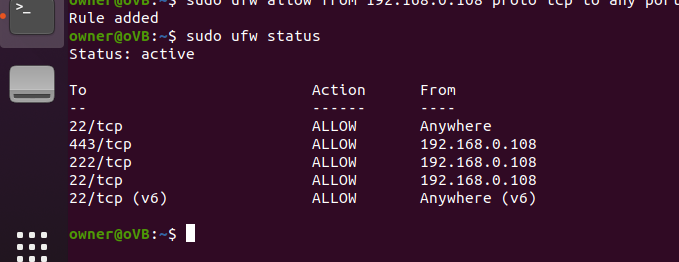 >_
owner@oVB:~$ sudo ufw allow from 192.168.0.108 proto tcp to any port
Rule added
owner@oVB:~$ sudo ufw status
Status: active
To Action From
-- ------ ----
22/tcp ALLOW Anywhere
443/tcp ALLOW 192.168.0.108
222/tcp ALLOW 192.168.0.108
22/tcp ALLOW 192.168.0.108
22/tcp (v6) ALLOW Anywhere (v6)
owner@oVB:~$